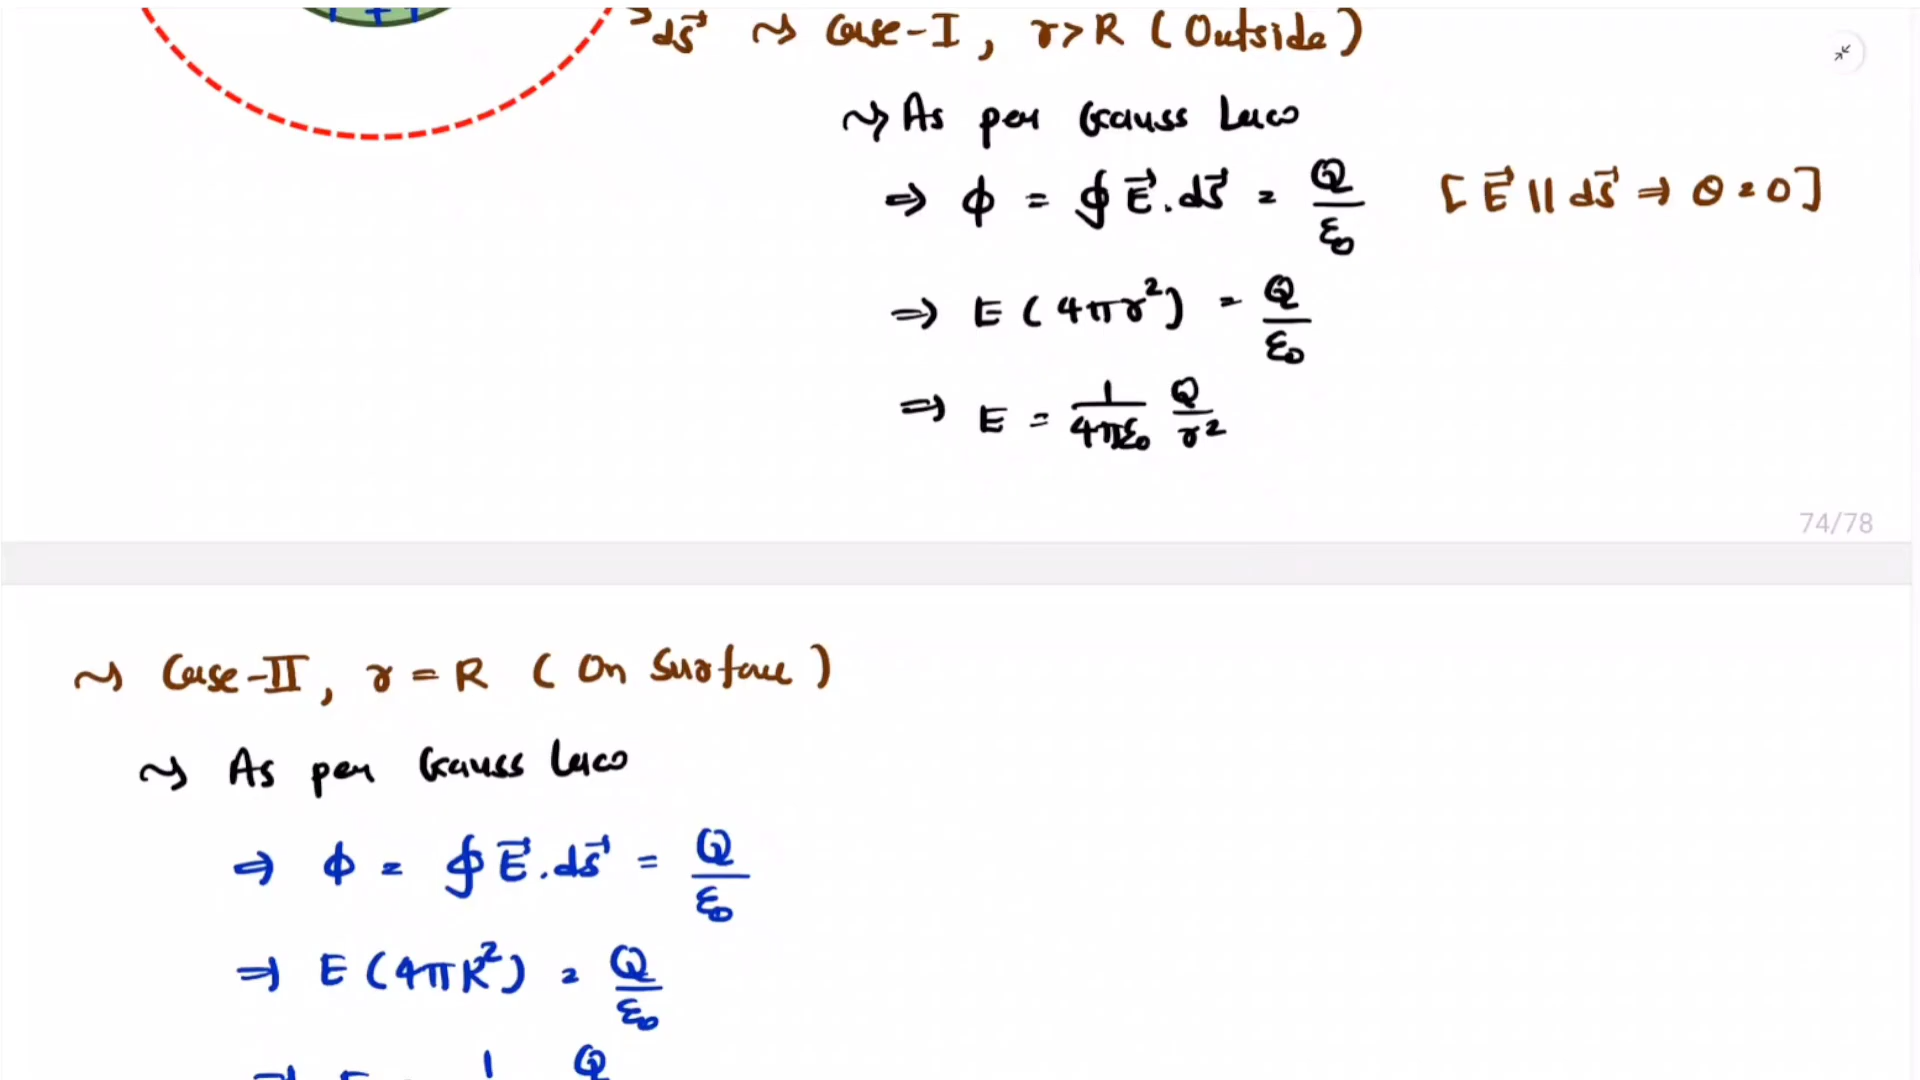 ++
ds⃗ ⇝ Case-I, r>R (Outside)
⇝ As per Gauss Law
⇒ ϕ = ∮ E⃗.ds⃗ = Q/ε₀ [E⃗ || ds⃗ ⇒ θ = 0]
⇒ E (4πr²) = Q/ε₀
⇒ E = 1/4πε₀ Q/r²
74/78
⇝ Case-II, r = R (On Surface)
⇝ As per Gauss Law
⇒ ϕ = ∮ E⃗.ds⃗ = Q/ε₀
⇒ E (4πR²) = Q/ε₀
1 Q